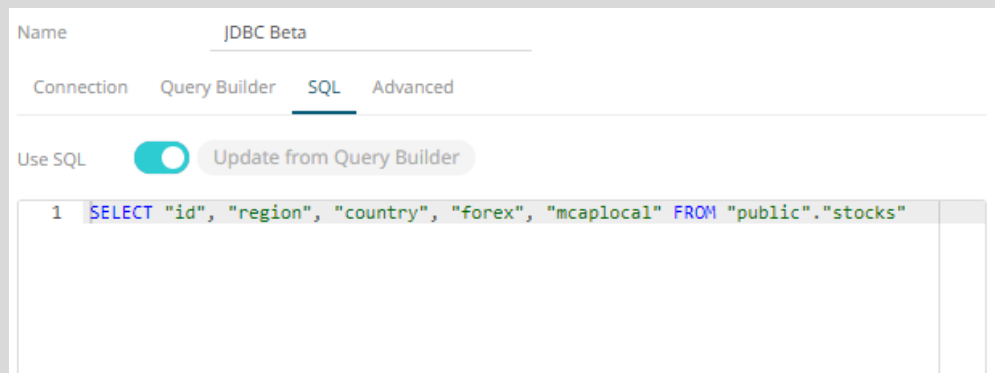 Name JDBC Beta
Connection Query Builder SQL Advanced
Use SQL Update from Query Builder
1 SELECT "id", "region", "country", "forex", "mcaplocal" FROM "public"."stocks"